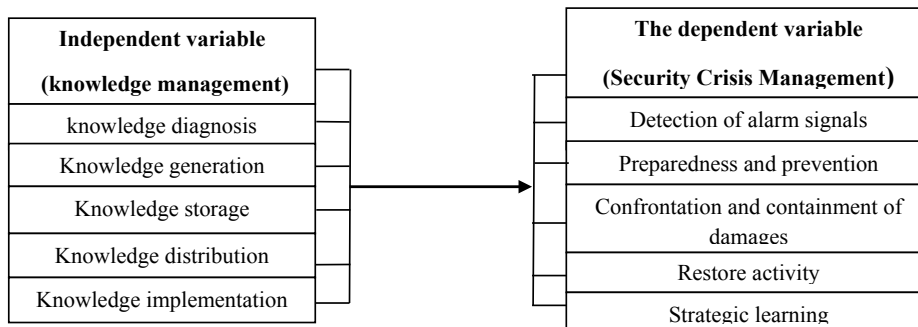 Independent variable
(knowledge management)
knowledge diagnosis
Knowledge generation
Knowledge storage
Knowledge distribution
Knowledge implementation
The dependent variable
(Security Crisis Management)
Detection of alarm signals
Preparedness and prevention
Confrontation and containment of
damages
Restore activity
Strategic learning